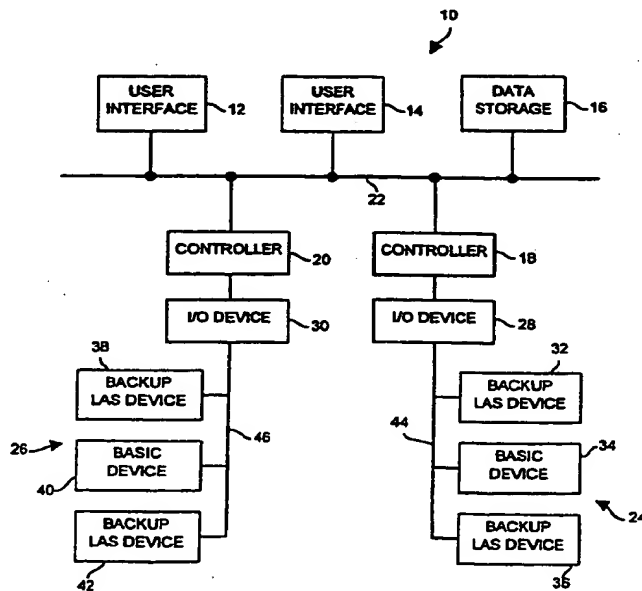 10
USER
INTERFACE
12
USER
INTERFACE
14
DATA
STORAGE
16
22
CONTROLLER
20
CONTROLLER
18
I/O DEVICE
30
I/O DEVICE
28
38
BACKUP
LAS DEVICE
32
BACKUP
LAS DEVICE
46
44
26
BASIC
DEVICE
40
34
BASIC
DEVICE
24
BACKUP
LAS DEVICE
42
BACKUP
LAS DEVICE
36